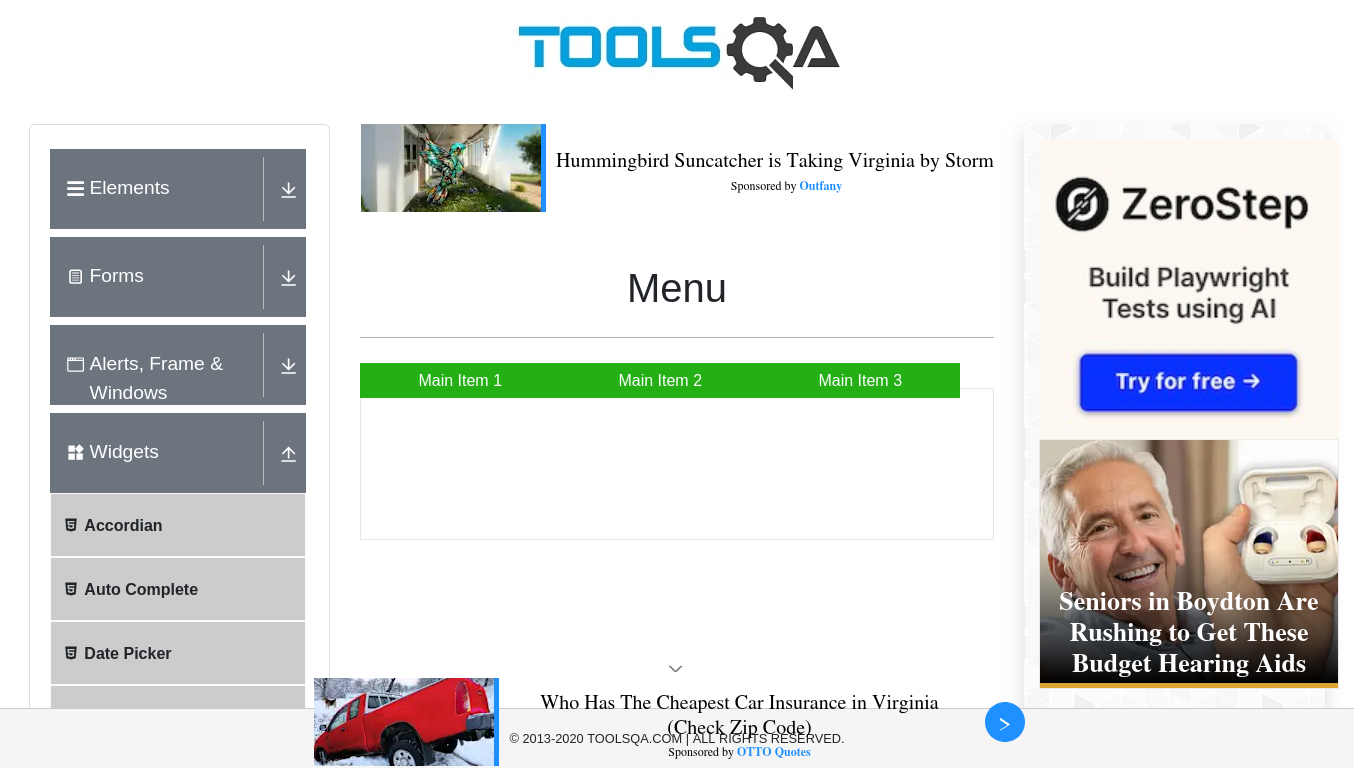 TOOLSQA
Elements
Forms
Alerts, Frame &
Windows
Widgets
Accordian
Auto Complete
Date Picker
Hummingbird Suncatcher is Taking Virginia by Storm
Sponsored by Outfany
Menu
Main Item 1
Main Item 2
Main Item 3
ZeroStep
Build Playwright
Tests using AI
Try for free →
Seniors in Boydton Are
Rushing to Get These
Budget Hearing Aids
Who Has The Cheapest Car Insurance in Virginia
(Check Zip Code)
© 2013-2020 TOOLSQA.COM | ALL RIGHTS RESERVED.
Sponsored by OTTO Quotes